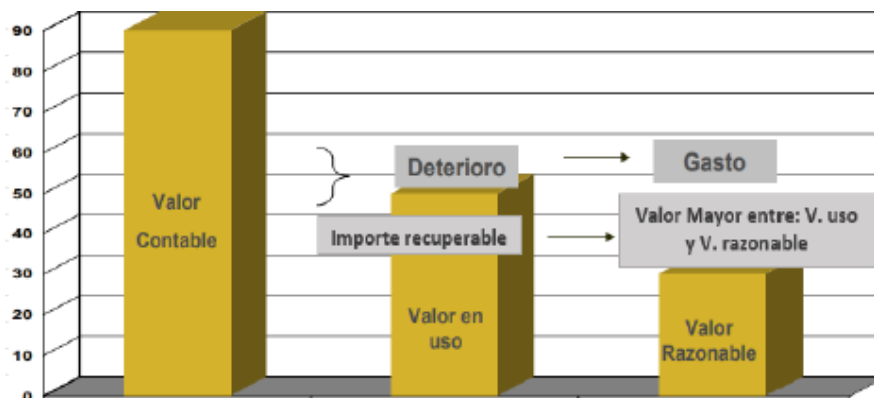 90
80
70
60
50
40
30
20
10
0
Valor
Contable
Deterioro
Gasto
Importe recuperable
Valor Mayor entre: V. uso
y V. razonable
Valor en
uso
Valor
Razonable